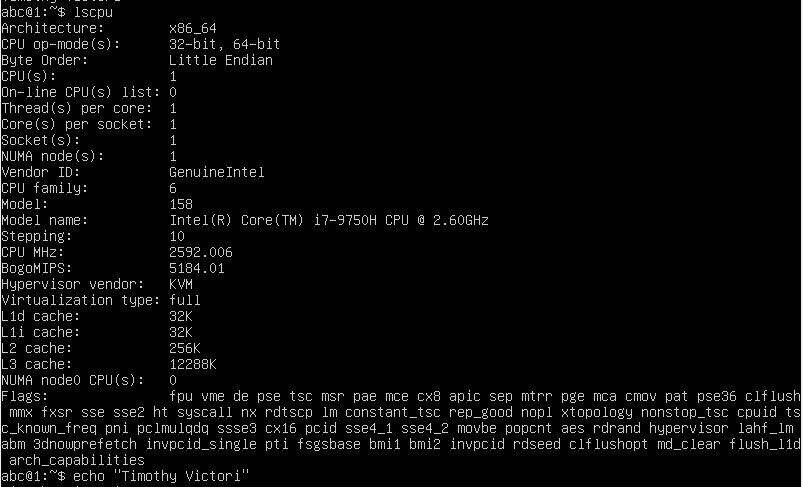 abc@1:~$ lscpu
Architecture:        x86_64
CPU op-mode(s):      32-bit, 64-bit
Byte Order:          Little Endian
CPU(s):              1
On-line CPU(s) list: 0
Thread(s) per core:  1
Core(s) per socket:  1
Socket(s):           1
NUMA node(s):        1
Vendor ID:           GenuineIntel
CPU family:          6
Model:               158
Model name:          Intel(R) Core(TM) i7-9750H CPU @ 2.60GHz
Stepping:            10
CPU MHz:             2592.006
BogoMIPS:            5184.01
Hypervisor vendor:   KVM
Virtualization type: full
L1d cache:           32K
L1i cache:           32K
L2 cache:            256K
L3 cache:            12288K
NUMA node0 CPU(s):   0
Flags:               fpu vme de pse tsc msr pae mce cx8 apic sep mtrr pge mca cmov pat pse36 clflush
 mmx fxsr sse sse2 ht syscall nx rdtscp lm constant_tsc rep_good nopl xtopology nonstop_tsc cpuid ts
c_known_freq pni pclmulqdq ssse3 cx16 pcid sse4_1 sse4_2 movbe popcnt aes rdrand hypervisor lahf_lm
abm 3dnowprefetch invpcid_single pti fsgsbase bmi1 bmi2 invpcid rdseed clflushopt md_clear flush_l1d
 arch_capabilities
abc@1:~$ echo "Timothy Victori"